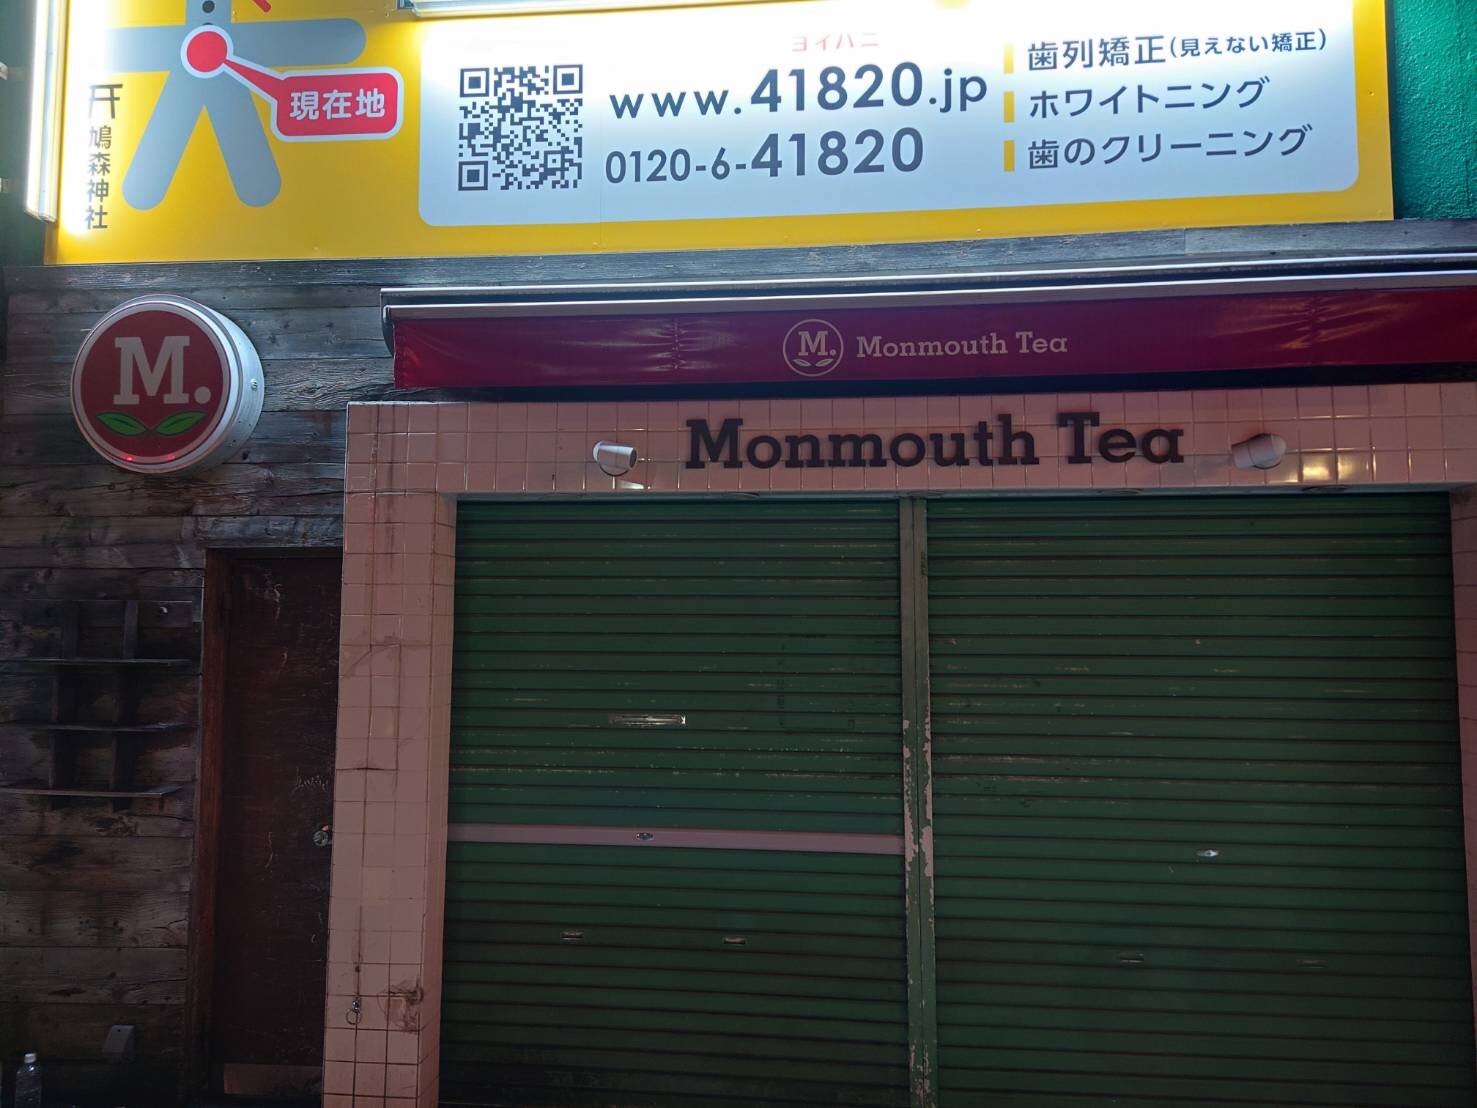 現在地
鳩森神社
ヨイハニ
www.41820.jp
0120-6-41820
歯列矯正(見えない矯正)
ホワイトニング
歯のクリーニング
M.
M. Monmouth Tea
Monmouth Tea